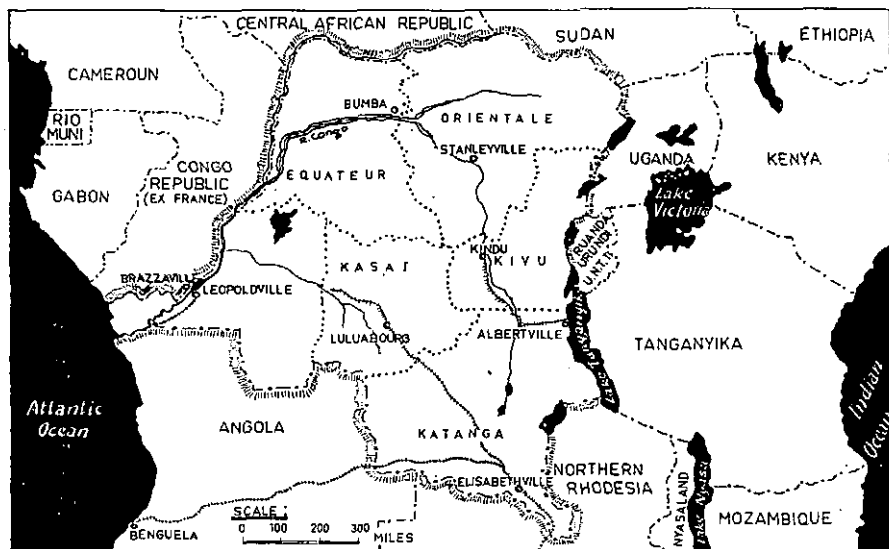 CENTRAL AFRICAN REPUBLIC
SUDAN
ETHIOPIA
CAMEROUN
BUMBA
RIO
MUNI
ORIENTALE
R. Congo
STANLEYVILLE
UGANDA
KENYA
CONGO
REPUBLIC
(EX FRANCE)
GABON
EQUATEUR
Lake
Victoria
RUANDA
URUNDI
U.N.T.T.
KINDU
KIVU
KASAI
BRAZZAVILLE
LEOPOLDVILLE
LULUABOURG
ALBERTVILLE
Lake Tanganyika
TANGANYIKA
Atlantic
Ocean
Indian
Ocean
ANGOLA
KATANGA
ELISABETHVILLE
NORTHERN
RHODESIA
NYASALAND
Lake Nyasa
MOZAMBIQUE
BENGUELA
SCALE
0 100 200 300
MILES